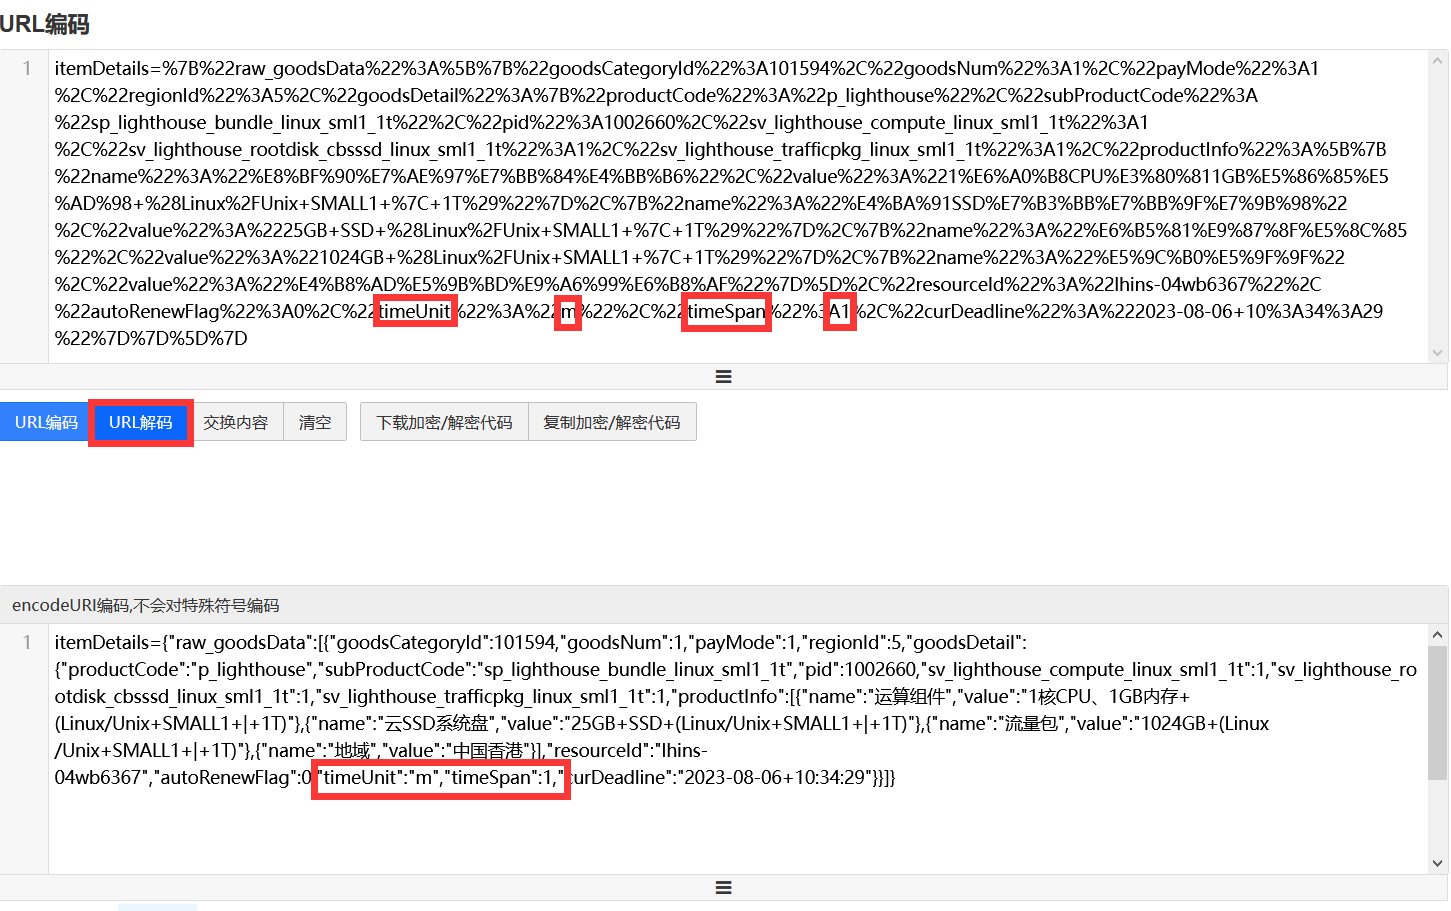 URL编码
1
itemDetails=%7B%22raw_goodsData%22%3A%5B%7B%22goodsCategoryId%22%3A101594%2C%22goodsNum%22%3A1%2C%22payMode%22%3A1
%2C%22regionId%22%3A5%2C%22goodsDetail%22%3A%7B%22productCode%22%3A%22p_lighthouse%22%2C%22subProductCode%22%3A
%22sp_lighthouse_bundle_linux_sml1_1t%22%2C%22pid%22%3A1002660%2C%22sv_lighthouse_compute_linux_sml1_1t%22%3A1
%2C%22sv_lighthouse_rootdisk_cbsssd_linux_sml1_1t%22%3A1%2C%22sv_lighthouse_trafficpkg_linux_sml1_1t%22%3A1%2C%22productInfo%22%3A%5B%7B
%22name%22%3A%22%E8%BF%90%E7%AE%97%E7%BB%84%E4%BB%B6%22%2C%22value%22%3A%221%E6%A0%B8CPU%E3%80%811GB%E5%86%85%E5
%AD%98+%28Linux%2FUnix+SMALL1+%7C+1T%29%22%7D%2C%7B%22name%22%3A%22%E4%BA%91SSD%E7%B3%BB%E7%BB%9F%E7%9B%98%22
%2C%22value%22%3A%2225GB+SSD+%28Linux%2FUnix+SMALL1+%7C+1T%29%22%7D%2C%7B%22name%22%3A%22%E6%B5%81%E9%87%8F%E5%8C%85
%22%2C%22value%22%3A%221024GB+%28Linux%2FUnix+SMALL1+%7C+1T%29%22%7D%2C%7B%22name%22%3A%22%E5%9C%B0%E5%9F%9F%22
%2C%22value%22%3A%22%E4%B8%AD%E5%9B%BD%E9%A6%99%E6%B8%AF%22%7D%5D%2C%22resourceId%22%3A%22lhins-04wb6367%22%2C
%22autoRenewFlag%22%3A0%2C%22timeUnit%22%3A%22m%22%2C%22timeSpan%22%3A1%2C%22curDeadline%22%3A%222023-08-06+10%3A34%3A29
%22%7D%7D%5D%7D
URL编码 URL解码 交换内容 清空 下载加密/解密代码 复制加密/解密代码
encodeURI编码,不会对特殊符号编码
1
itemDetails={"raw_goodsData":[{"goodsCategoryId":101594,"goodsNum":1,"payMode":1,"regionId":5,"goodsDetail":
{"productCode":"p_lighthouse","subProductCode":"sp_lighthouse_bundle_linux_sml1_1t","pid":1002660,"sv_lighthouse_compute_linux_sml1_1t":1,"sv_lighthouse_ro
otdisk_cbsssd_linux_sml1_1t":1,"sv_lighthouse_trafficpkg_linux_sml1_1t":1,"productInfo":[{"name":"运算组件","value":"1核CPU、1GB内存+
(Linux/Unix+SMALL1+|+1T)"},{"name":"云SSD系统盘","value":"25GB+SSD+(Linux/Unix+SMALL1+|+1T)"},{"name":"流量包","value":"1024GB+(Linux
/Unix+SMALL1+|+1T)"},{"name":"地域","value":"中国香港"}],"resourceId":"lhins-
04wb6367","autoRenewFlag":0,"timeUnit":"m","timeSpan":1,"curDeadline":"2023-08-06+10:34:29"}}]}